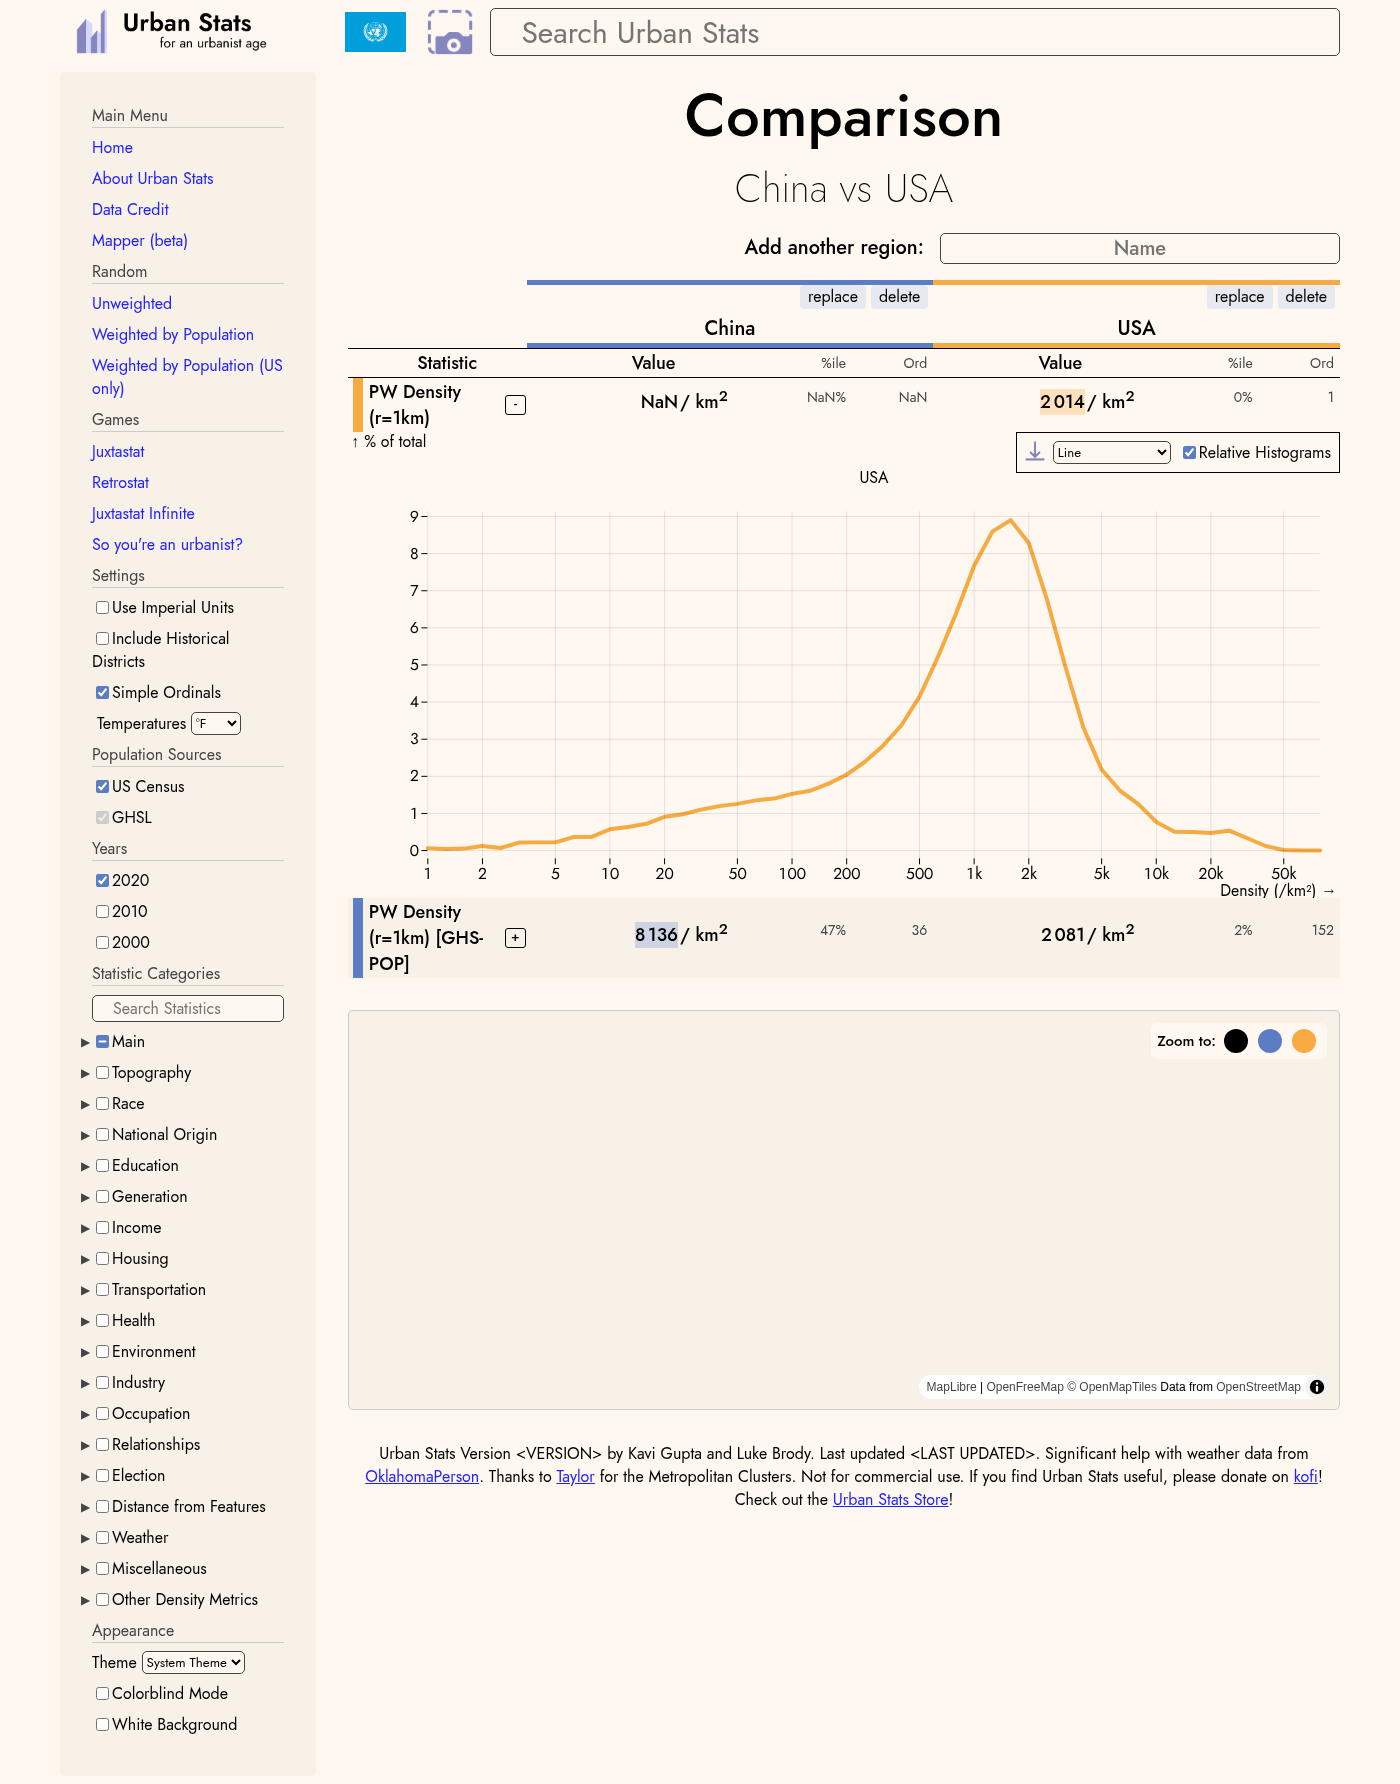 Urban Stats
for an urbanist age
Search Urban Stats
Main Menu
Home
About Urban Stats
Data Credit
Mapper (beta)
Random
Unweighted
Weighted by Population
Weighted by Population (US
only)
Games
Juxtastat
Retrostat
Juxtastat Infinite
So you're an urbanist?
Settings
Use Imperial Units
Include Historical
Districts
Simple Ordinals
Temperatures °F
Population Sources
US Census
GHSL
Years
2020
2010
2000
Statistic Categories
Search Statistics
Main
Topography
Race
National Origin
Education
Generation
Income
Housing
Transportation
Health
Environment
Industry
Occupation
Relationships
Election
Distance from Features
Weather
Miscellaneous
Other Density Metrics
Appearance
Theme System Theme
Colorblind Mode
White Background
Comparison
China vs USA
Add another region: Name
replace delete replace delete
China USA
Statistic Value %ile Ord Value %ile Ord
PW Density
(r=1km) - NaN / km² NaN% NaN 2 014 / km² 0% 1
↑ % of total
Line Relative Histograms
USA
9
8
7
6
5
4
3
2
1
0
1 2 5 10 20 50 100 200 500 1k 2k 5k 10k 20k 50k
Density (/km²) →
PW Density
(r=1km) [GHS-
POP] + 8 136 / km² 47% 36 2 081 / km² 2% 152
Zoom to:
MapLibre | OpenFreeMap © OpenMapTiles Data from OpenStreetMap
Urban Stats Version <VERSION> by Kavi Gupta and Luke Brody. Last updated <LAST UPDATED>. Significant help with weather data from
OklahomaPerson. Thanks to Taylor for the Metropolitan Clusters. Not for commercial use. If you find Urban Stats useful, please donate on kofi!
Check out the Urban Stats Store!